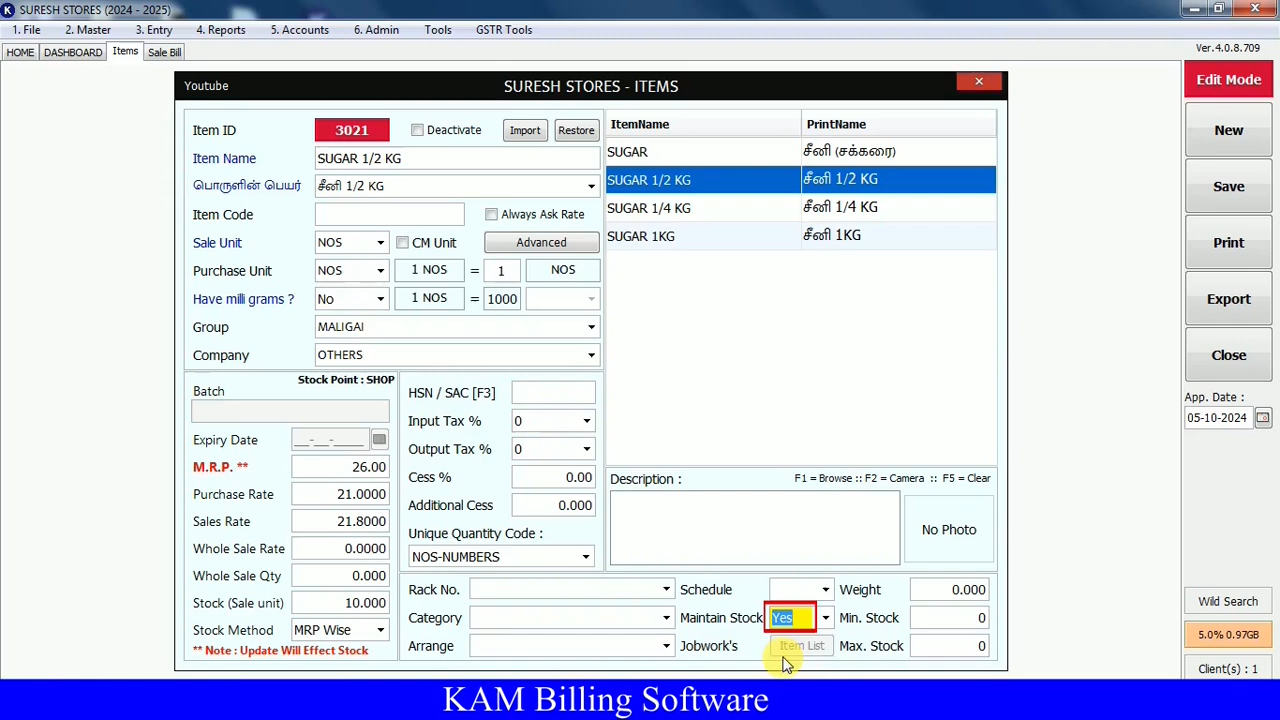 K SURESH STORES (2024 - 2025)
1. File 2. Master 3. Entry 4. Reports 5. Accounts 6. Admin Tools GSTR Tools
HOME DASHBOARD Items Sale Bill
Ver.4.0.8.709
Youtube SURESH STORES - ITEMS
Item ID 3021 Deactivate Import Restore
Item Name SUGAR 1/2 KG
பொருளின் பெயர் சீனி 1/2 KG
Item Code Always Ask Rate
Sale Unit NOS CM Unit Advanced
Purchase Unit NOS 1 NOS = 1 NOS
Have milli grams ? No 1 NOS = 1000
Group MALIGAI
Company OTHERS
ItemName PrintName
SUGAR சீனி (சக்கரை)
SUGAR 1/2 KG சீனி 1/2 KG
SUGAR 1/4 KG சீனி 1/4 KG
SUGAR 1KG சீனி 1KG
Stock Point : SHOP
Batch
Expiry Date __-__-____
M.R.P. ** 26.00
Purchase Rate 21.0000
Sales Rate 21.8000
Whole Sale Rate 0.0000
Whole Sale Qty 0.000
Stock (Sale unit) 10.000
Stock Method MRP Wise
** Note : Update Will Effect Stock
HSN / SAC [F3]
Input Tax % 0
Output Tax % 0
Cess % 0.00
Additional Cess 0.000
Unique Quantity Code :
NOS-NUMBERS
Description : F1 = Browse :: F2 = Camera :: F5 = Clear
No Photo
Rack No. Schedule Weight 0.000
Category Maintain Stock Yes Min. Stock 0
Arrange Jobwork's Item List Max. Stock 0
Edit Mode
New
Save
Print
Export
Close
App. Date :
05-10-2024
Wild Search
5.0% 0.97GB
Client(s) : 1
KAM Billing Software